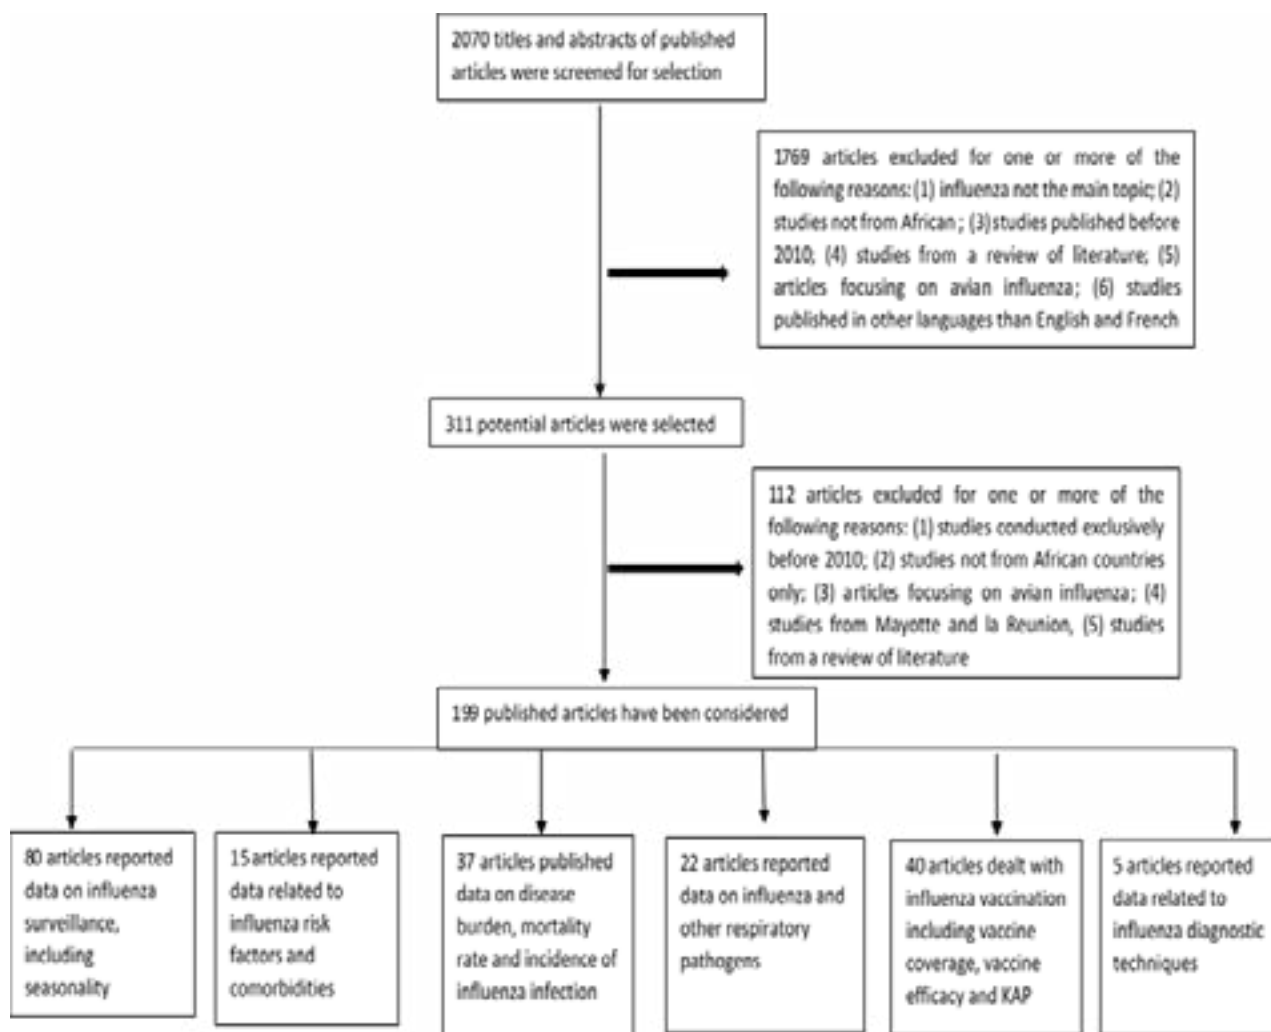 2070 titles and abstracts of published
articles were screened for selection
1769 articles excluded for one or more of the
following reasons: (1) influenza not the main topic; (2)
studies not from African ; (3) studies published before
2010; (4) studies from a review of literature; (5)
articles focusing on avian influenza ; (6) studies
published in other languages than English and French
311 potential articles were selected
112 articles excluded for one or more of the
following reasons: (1) studies conducted exclusively
before 2010; (2) studies not from African countries
only; (3) articles focusing on avian influenza ; (4)
studies from Mayotte and la Reunion, (5) studies
from a review of literature
199 published articles have been considered
80 articles reported
data on influenza
surveillance,
including
seasonality
15 articles reported
data related to
influenza risk
factors and
comorbidities
37 articles published
data on disease
burden, mortality
rate and incidence of
influenza infection
22 articles reported
data on influenza and
other respiratory
pathogens
40 articles dealt with
influenza vaccination
including vaccine
coverage, vaccine
efficacy and KAP
5 articles reported
data related to
influenza diagnostic
techniques